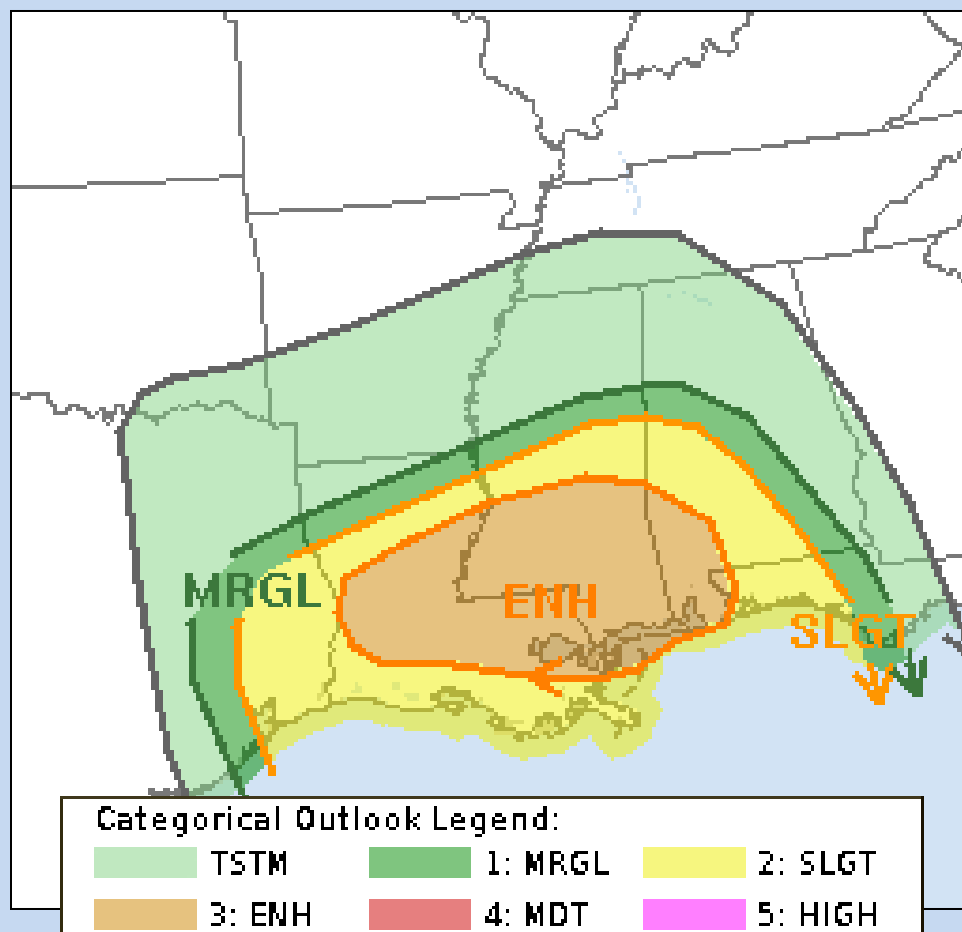 MRGL
ENH
SLGT
Categorical Outlook Legend:
TSTM 1: MRGL 2: SLGT
3: ENH 4: MDT 5: HIGH